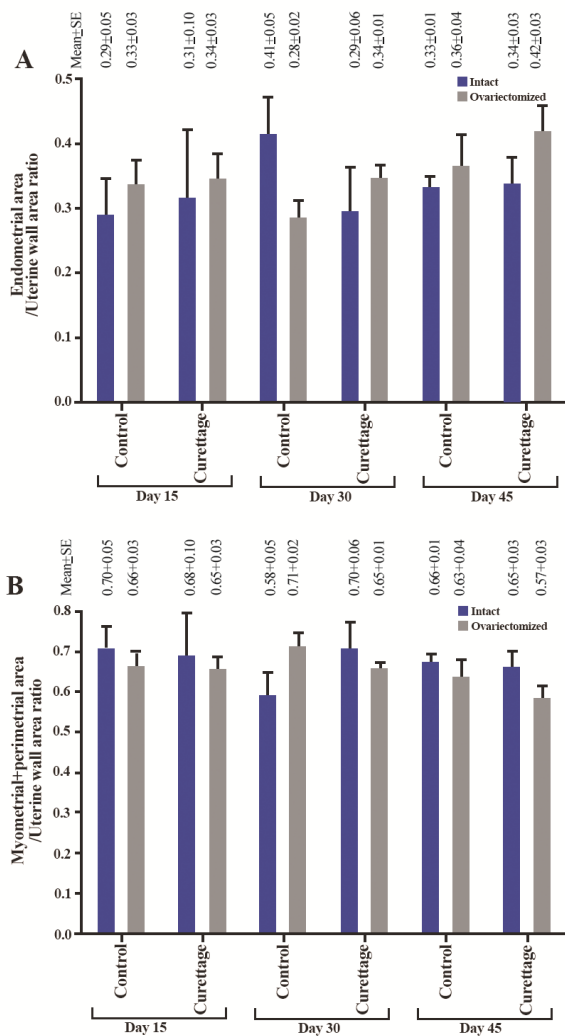 Mean±SE
0.29±0.05
0.33±0.03
0.31±0.10
0.34±0.03
0.41±0.05
0.28±0.02
0.29±0.06
0.34±0.01
0.33±0.01
0.36±0.04
0.34±0.03
0.42±0.03
A
Intact
Ovariectomized
Endometrial area
/Uterine wall area ratio
0.5
0.4
0.3
0.2
0.1
0.0
Control
Curettage
Control
Curettage
Control
Curettage
Day 15
Day 30
Day 45
Mean±SE
0.70+0.05
0.66+0.03
0.68+0.10
0.65+0.03
0.58+0.05
0.71+0.02
0.70+0.06
0.65+0.01
0.66+0.01
0.63+0.04
0.65+0.03
0.57+0.03
B
Intact
Ovariectomized
Myometrial+perimetrial area
/Uterine wall area ratio
0.8
0.7
0.6
0.5
0.4
0.3
0.2
0.1
0.0
Control
Curettage
Control
Curettage
Control
Curettage
Day 15
Day 30
Day 45